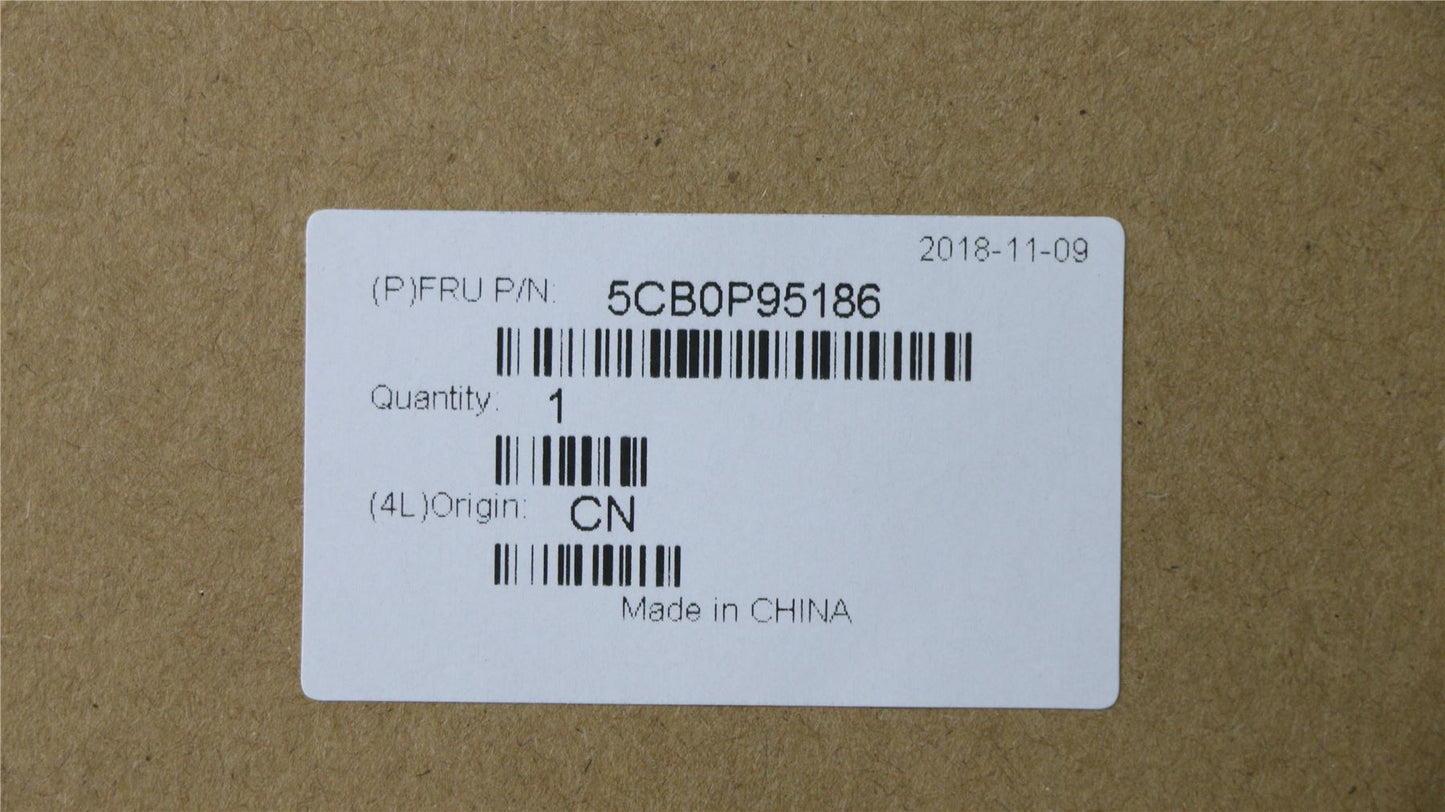 2018-11-09
(P)FRU P/N: 5CB0P95186
Quantity: 1
(4L)Origin: CN
Made in CHINA